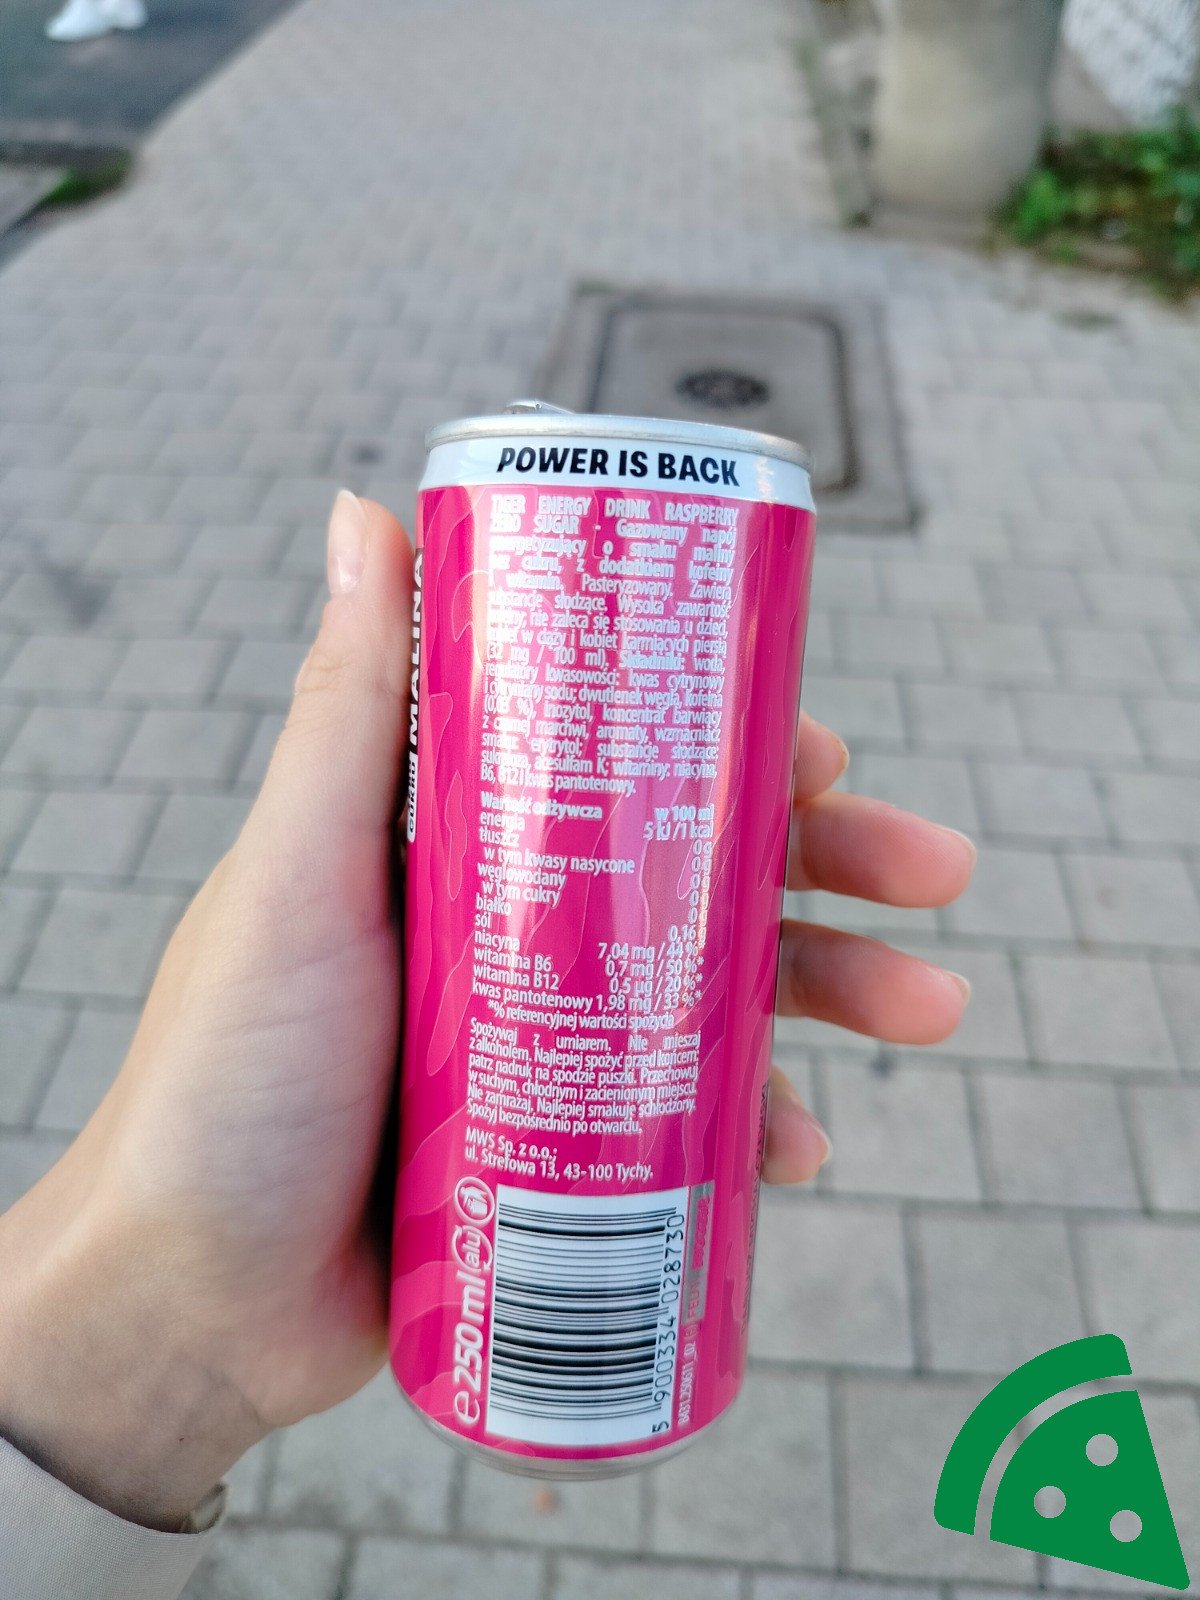 POWER IS BACK
TIGER ENERGY DRINK RASPBERRY
ZERO SUGAR - Gazowany napój
energetyzujący o smaku maliny
bez cukru, z dodatkiem kofeiny
i witamin. Pasteryzowany. Zawiera
substancje słodzące. Wysoka zawartość
kofeiny, nie zaleca się stosowania u dzieci,
kobiet w ciąży i kobiet karmiących piersią
(32 mg / 100 ml). Składniki: woda,
regulatory kwasowości: kwas cytrynowy
i cytryniany sodu; dwutlenek węgla, kofeina
(0,03 %), inozytol, koncentrat barwiący
z czarnej marchwi, aromaty, wzmacniacz
smaku: erytrytol; substancje słodzące:
sukraloza, acesulfam K; witaminy: niacyna,
B6, B12 i kwas pantotenowy.
Wartość odżywcza w 100 ml
energia 5 kJ/1 kcal
tłuszcz 0 g
w tym kwasy nasycone 0 g
węglowodany 0 g
w tym cukry 0 g
białko 0 g
sól 0,16 g
niacyna 7,04 mg / 44 %*
witamina B6 0,7 mg / 50 %*
witamina B12 0,5 µg / 20 %*
kwas pantotenowy 1,98 mg / 33 %*
*% referencyjnej wartości spożycia
Spożywaj z umiarem. Nie mieszaj
z alkoholem. Najlepiej spożyć przed końcem:
patrz nadruk na spodzie puszki. Przechowuj
w suchym, chłodnym i zacienionym miejscu.
Nie zamrażaj. Najlepiej smakuje schłodzony.
Spożyj bezpośrednio po otwarciu.
MWS Sp. z o.o.;
ul. Strefowa 13, 43-100 Tychy.
e 250 ml alu
5 900334 028730
MALINA
CUKRU